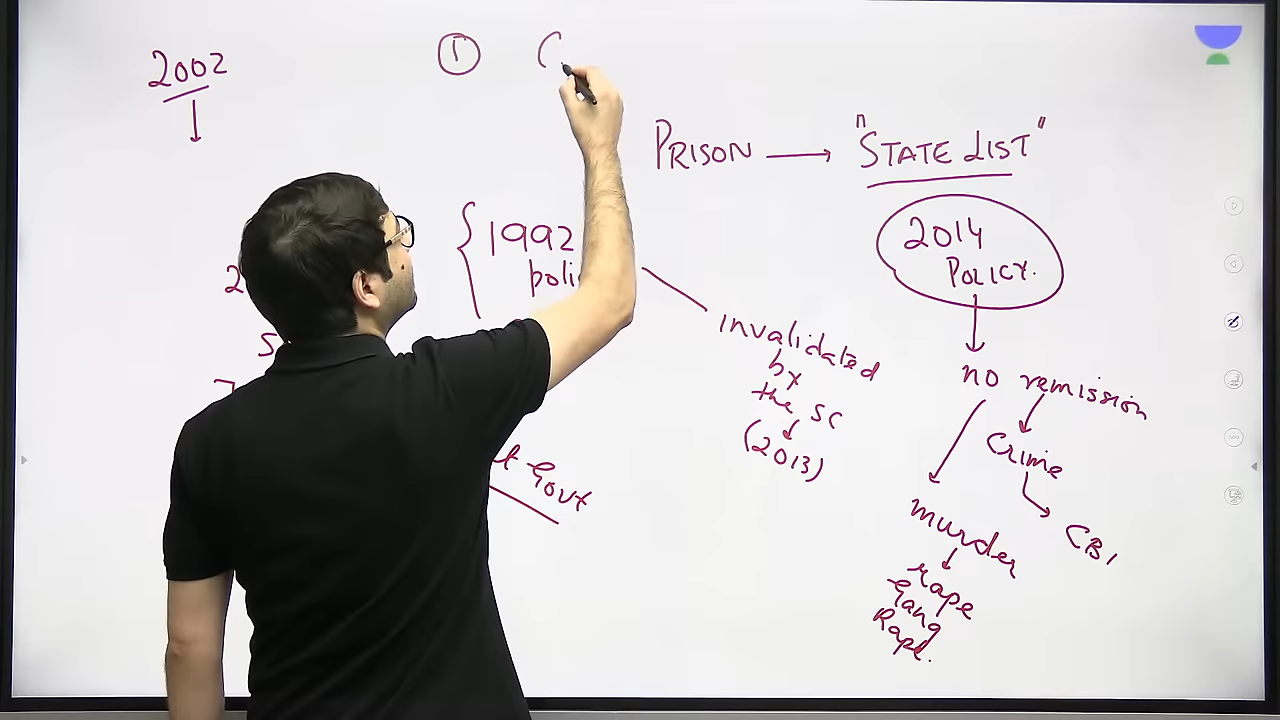 2002
①
PRISON → "STATE LIST"
2014
POLICY.
1992
invalidated
by
the SC
(2013)
no remission
Crime
CBI
murder
rape
Gang
Rape.
Govt